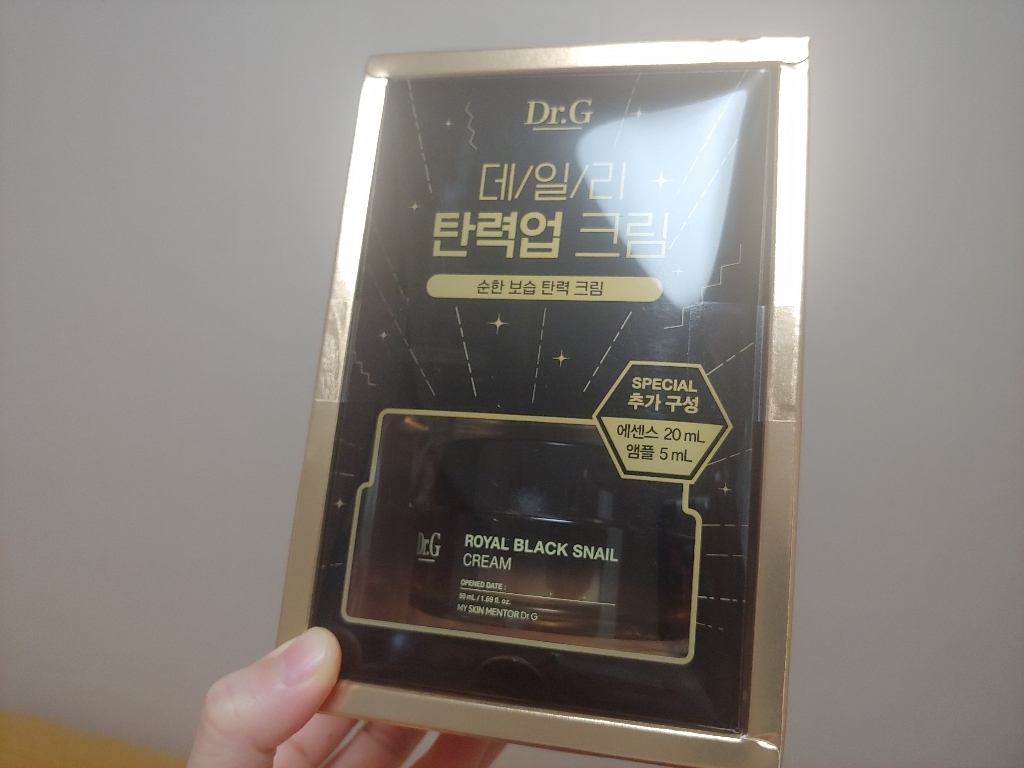 Dr.G
데/일/리
탄력업 크림
순한 보습 탄력 크림
SPECIAL
추가 구성
에센스 20 mL
앰플 5 mL
Dr.G
ROYAL BLACK SNAIL
CREAM
OPENED DATE :
50 mL / 1.69 fl. oz.
MY SKIN MENTOR Dr.G